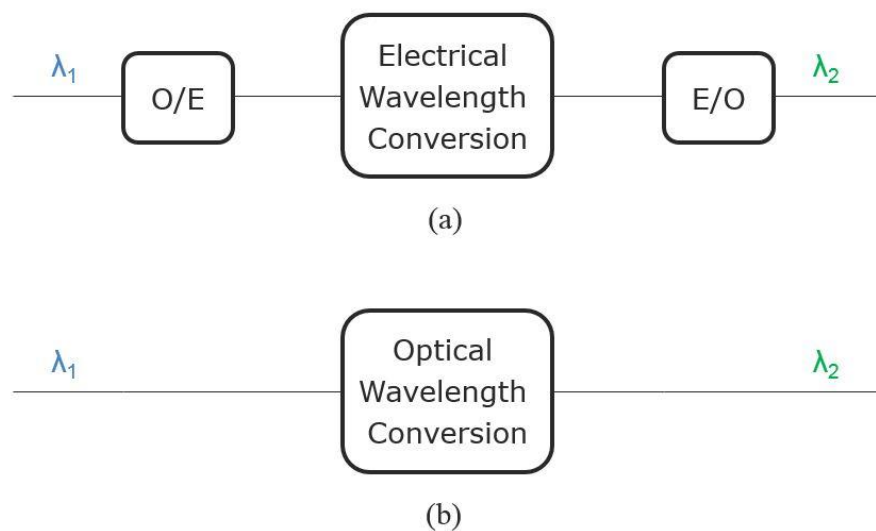 λ₁
O/E
Electrical
Wavelength
Conversion
E/O
λ₂
(a)
λ₁
Optical
Wavelength
Conversion
λ₂
(b)